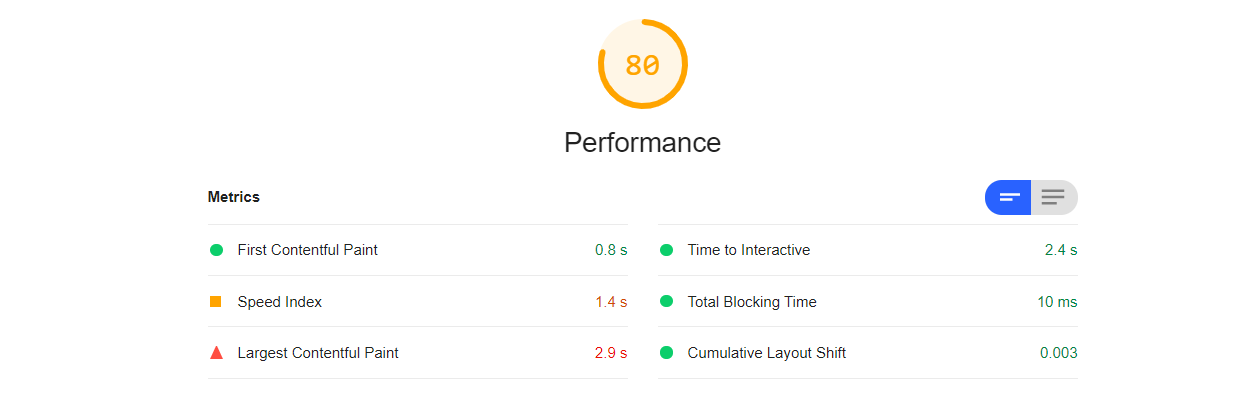 80
Performance
Metrics
First Contentful Paint 0.8 s
Time to Interactive 2.4 s
Speed Index 1.4 s
Total Blocking Time 10 ms
Largest Contentful Paint 2.9 s
Cumulative Layout Shift 0.003